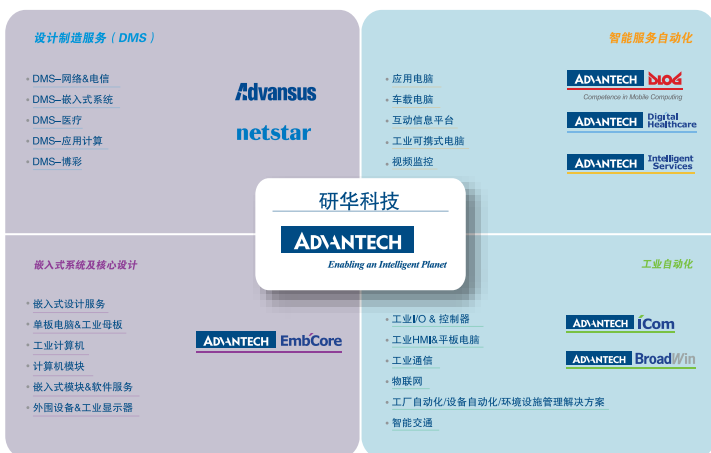 设计制造服务（DMS）
DMS–网络&电信
DMS–嵌入式系统
DMS–医疗
DMS–应用计算
DMS–博彩
Advansus
netstar
智能服务自动化
应用电脑
车载电脑
互动信息平台
工业可携式电脑
视频监控
ADVANTECH DLOG
Competence in Mobile Computing
ADVANTECH Digital Healthcare
ADVANTECH Intelligent Services
研华科技
ADVANTECH
Enabling an Intelligent Planet
嵌入式系统及核心设计
嵌入式设计服务
单板电脑&工业母板
工业计算机
计算机模块
嵌入式模块&软件服务
外围设备&工业显示器
ADVANTECH EmbCore
工业自动化
工业I/O & 控制器
工业HMI&平板电脑
工业通信
物联网
工厂自动化/设备自动化/环境设施管理解决方案
智能交通
ADVANTECH iCom
ADVANTECH BroadWin